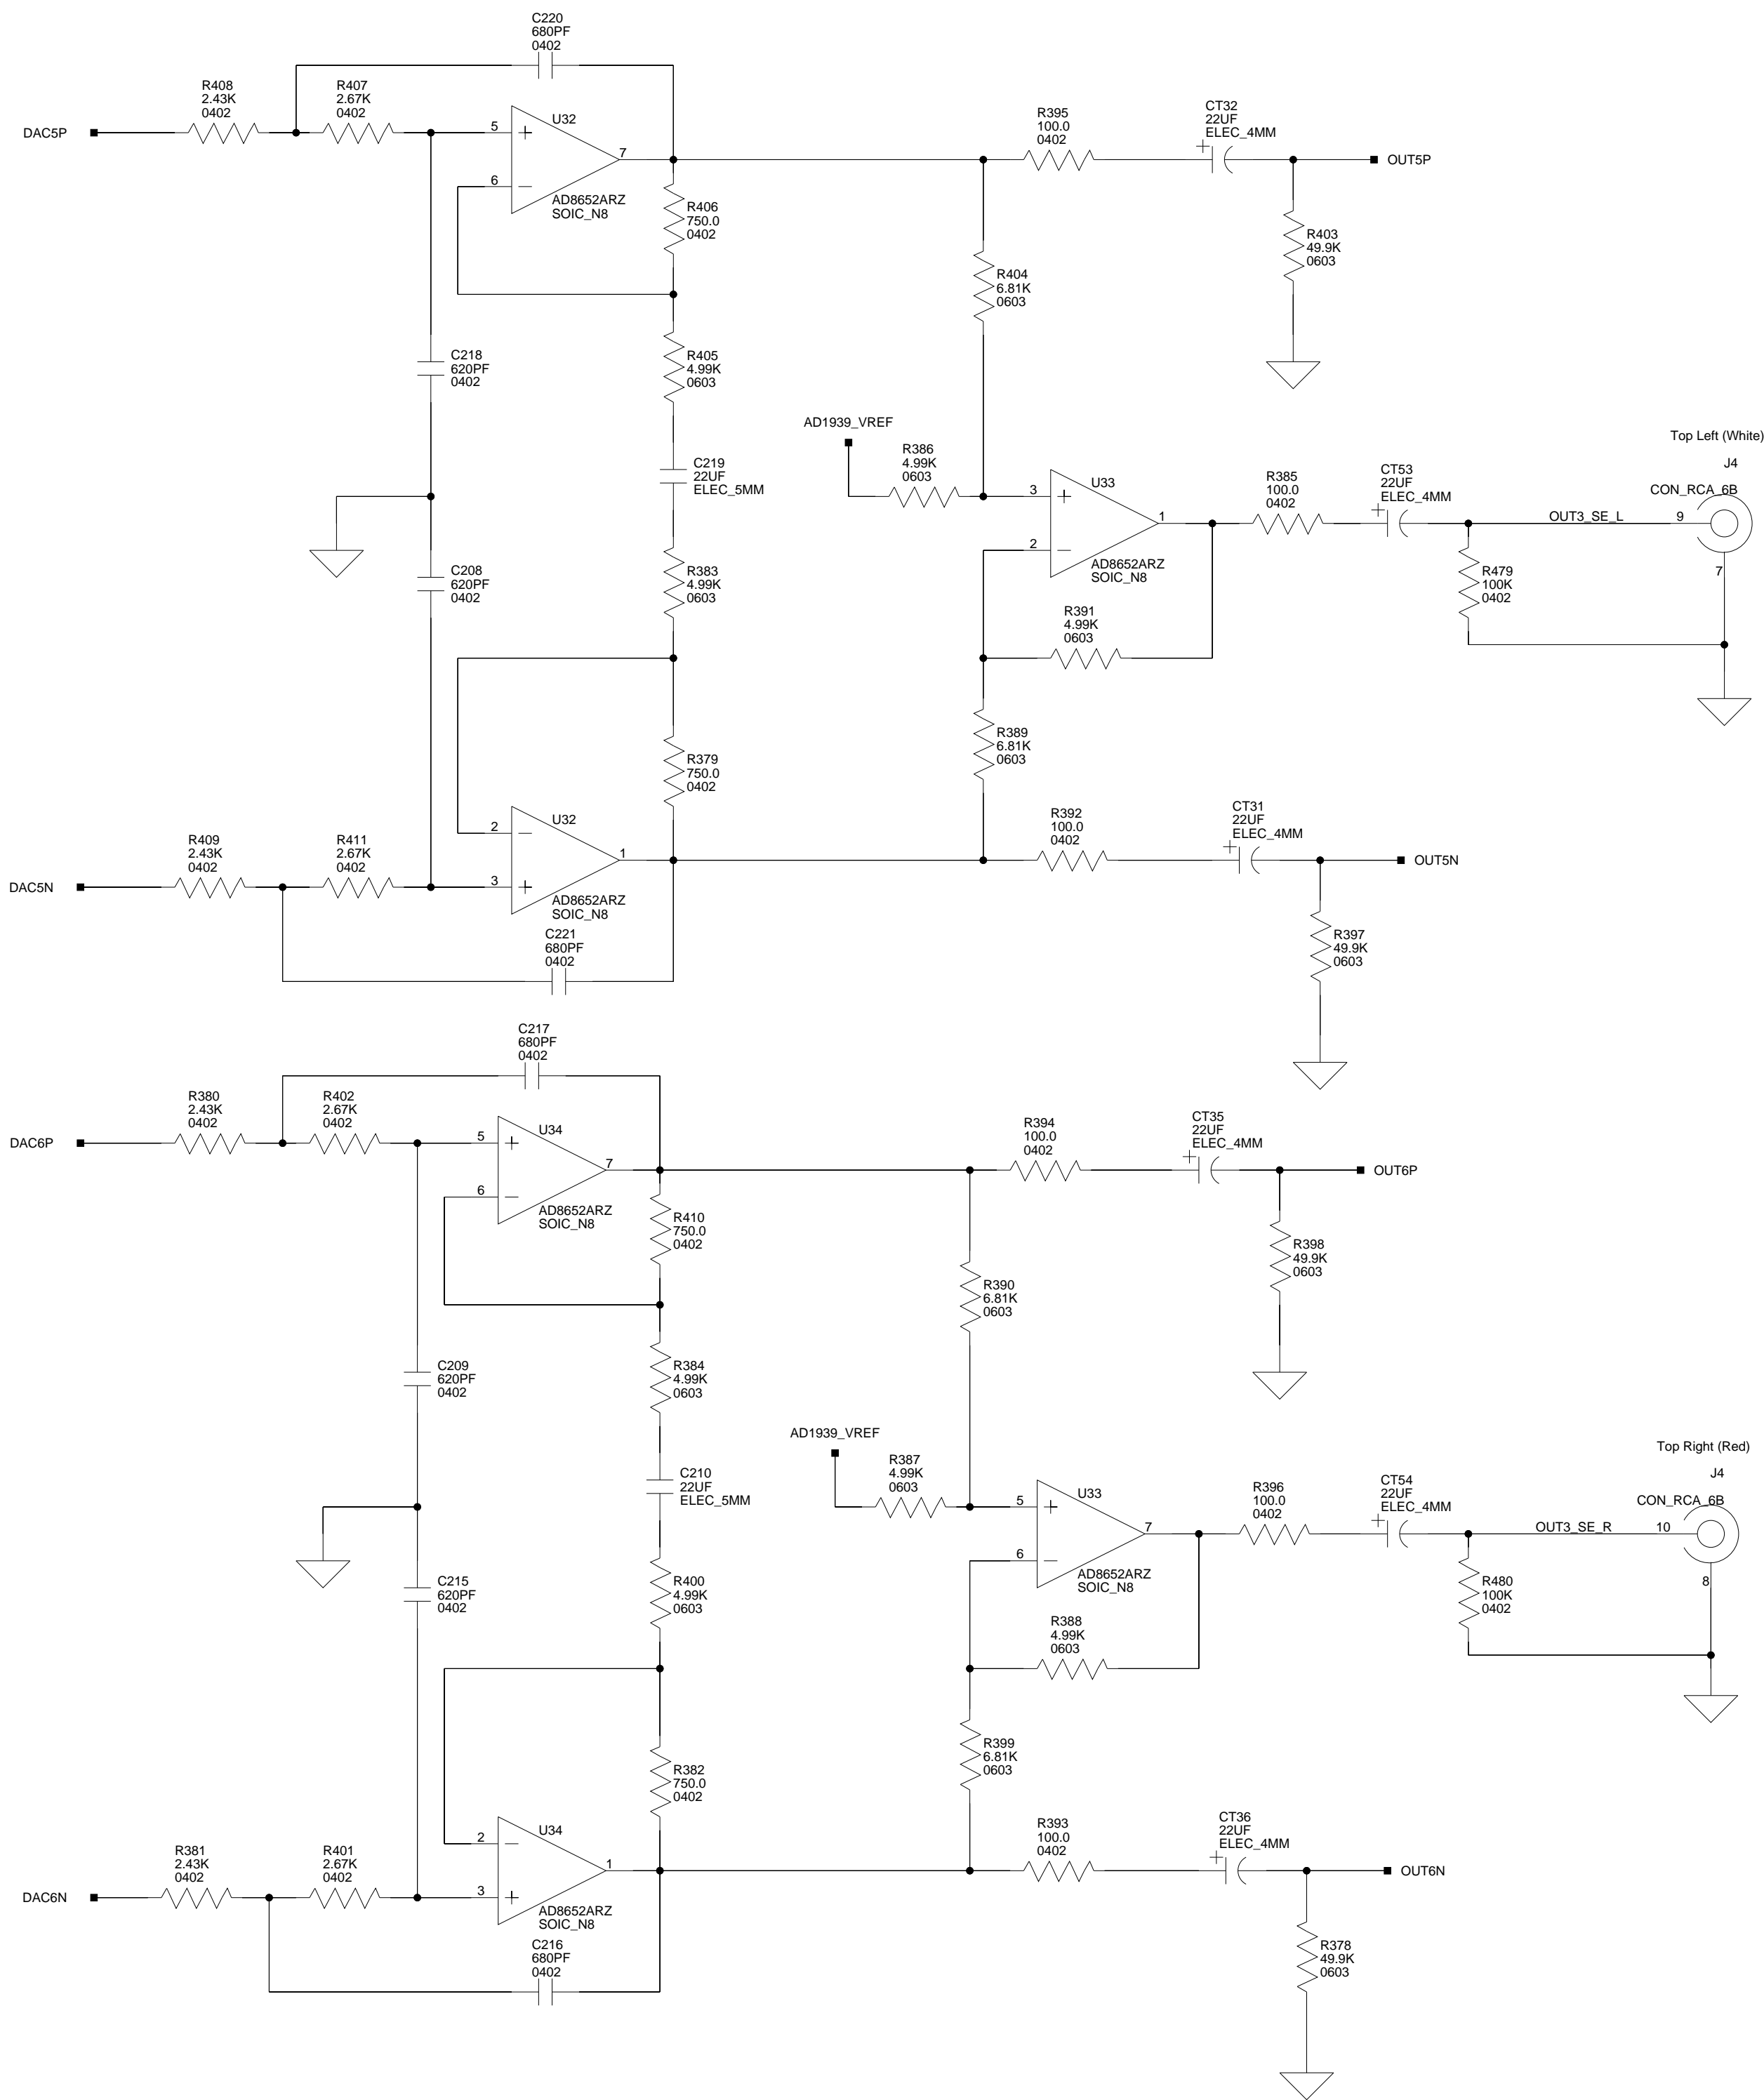 C220
680PF
0402
R408
2.43K
0402
R407
2.67K
0402
DAC5P
5
6
7
U32
AD8652ARZ
SOIC_N8
R395
100.0
0402
CT32
22UF
ELEC_4MM
+
OUT5P
R406
750.0
0402
R403
49.9K
0603
R404
6.81K
0603
R405
4.99K
0603
C218
620PF
0402
C219
22UF
ELEC_5MM
AD1939_VREF
R386
4.99K
0603
3
2
1
U33
AD8652ARZ
SOIC_N8
R385
100.0
0402
CT53
22UF
ELEC_4MM
+
Top Left (White)
J4
CON_RCA_6B
OUT3_SE_L
9
7
R479
100K
0402
C208
620PF
0402
R383
4.99K
0603
R391
4.99K
0603
R389
6.81K
0603
R379
750.0
0402
R409
2.43K
0402
R411
2.67K
0402
DAC5N
2
3
1
U32
AD8652ARZ
SOIC_N8
R392
100.0
0402
CT31
22UF
ELEC_4MM
+
OUT5N
C221
680PF
0402
R397
49.9K
0603
C217
680PF
0402
R380
2.43K
0402
R402
2.67K
0402
DAC6P
5
6
7
U34
AD8652ARZ
SOIC_N8
R394
100.0
0402
CT35
22UF
ELEC_4MM
+
OUT6P
R410
750.0
0402
R398
49.9K
0603
R390
6.81K
0603
R384
4.99K
0603
C209
620PF
0402
C210
22UF
ELEC_5MM
AD1939_VREF
R387
4.99K
0603
5
6
7
U33
AD8652ARZ
SOIC_N8
R396
100.0
0402
CT54
22UF
ELEC_4MM
+
Top Right (Red)
J4
CON_RCA_6B
OUT3_SE_R
10
8
R480
100K
0402
C215
620PF
0402
R400
4.99K
0603
R388
4.99K
0603
R399
6.81K
0603
R382
750.0
0402
R381
2.43K
0402
R401
2.67K
0402
DAC6N
2
3
1
U34
AD8652ARZ
SOIC_N8
R393
100.0
0402
CT36
22UF
ELEC_4MM
+
OUT6N
C216
680PF
0402
R378
49.9K
0603